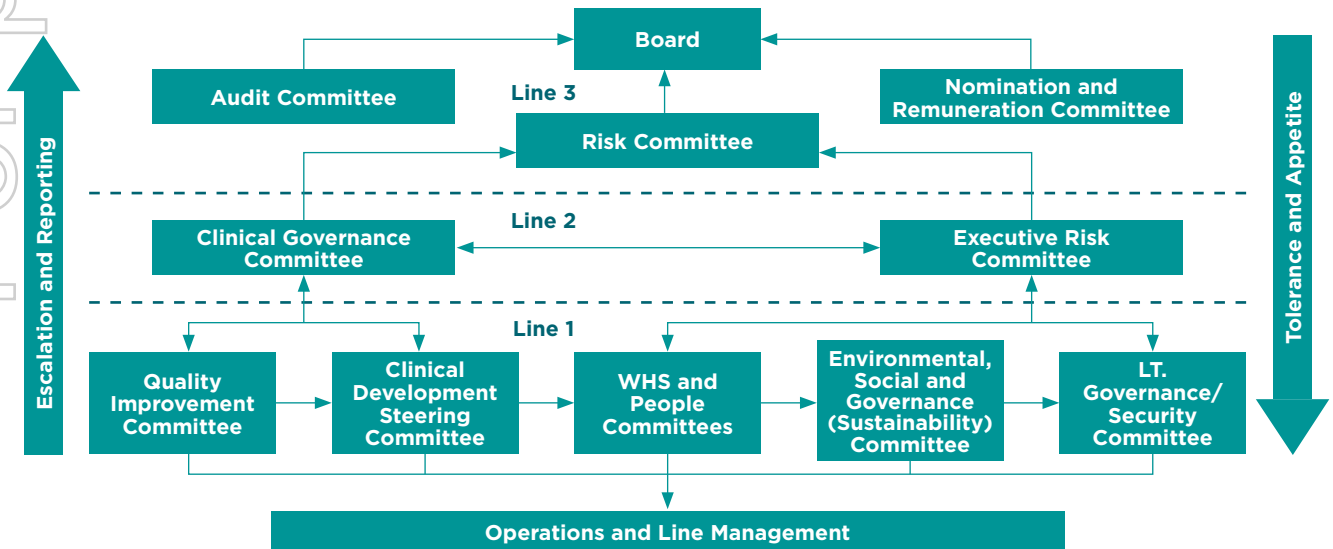 Board
Audit Committee
Line 3
Nomination and
Remuneration Committee
Risk Committee
Escalation and Reporting
Tolerance and Appetite
Clinical Governance
Committee
Line 2
Executive Risk
Committee
Line 1
Quality
Improvement
Committee
Clinical
Development
Steering
Committee
WHS and
People
Committees
Environmental,
Social and
Governance
(Sustainability)
Committee
I.T.
Governance/
Security
Committee
Operations and Line Management